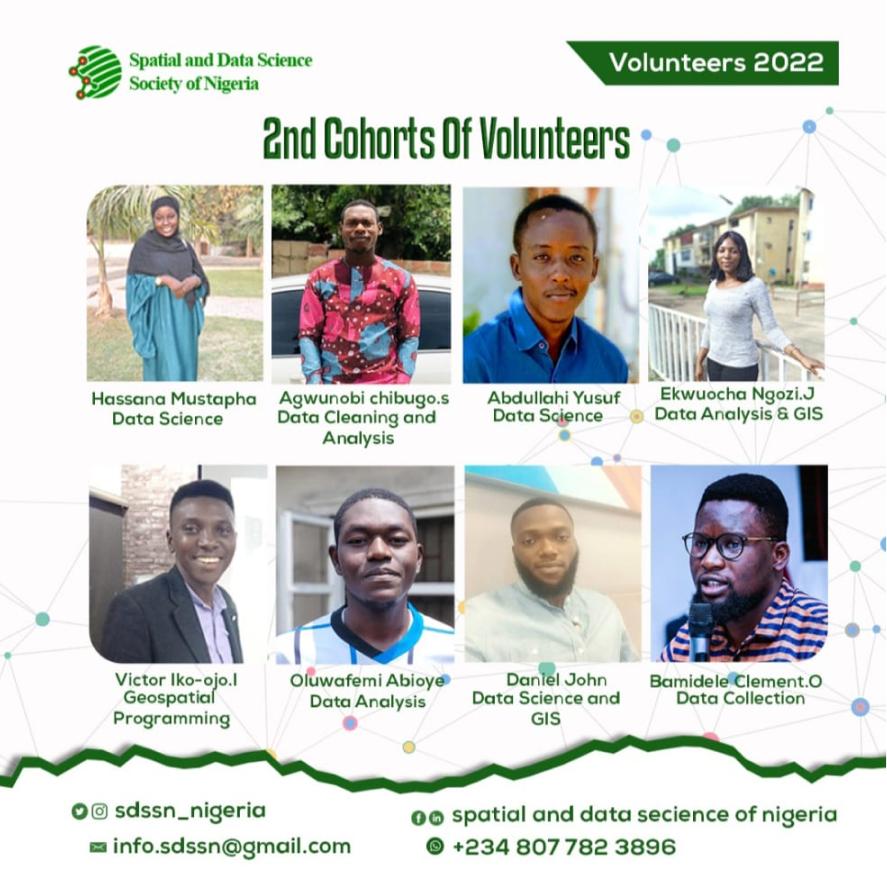 Spatial and Data Science
Society of Nigeria
Volunteers 2022
2nd Cohorts Of Volunteers
Hassana Mustapha
Data Science
Agwunobi chibugo.s
Data Cleaning and
Analysis
Abdullahi Yusuf
Data Science
Ekwuocha Ngozi.J
Data Analysis & GIS
Victor Iko-ojo.I
Geospatial
Programming
Oluwafemi Abioye
Data Analysis
Daniel John
Data Science and
GIS
Bamidele Clement.O
Data Collection
sdssn_nigeria
spatial and data secience of nigeria
info.sdssn@gmail.com
+234 807 782 3896